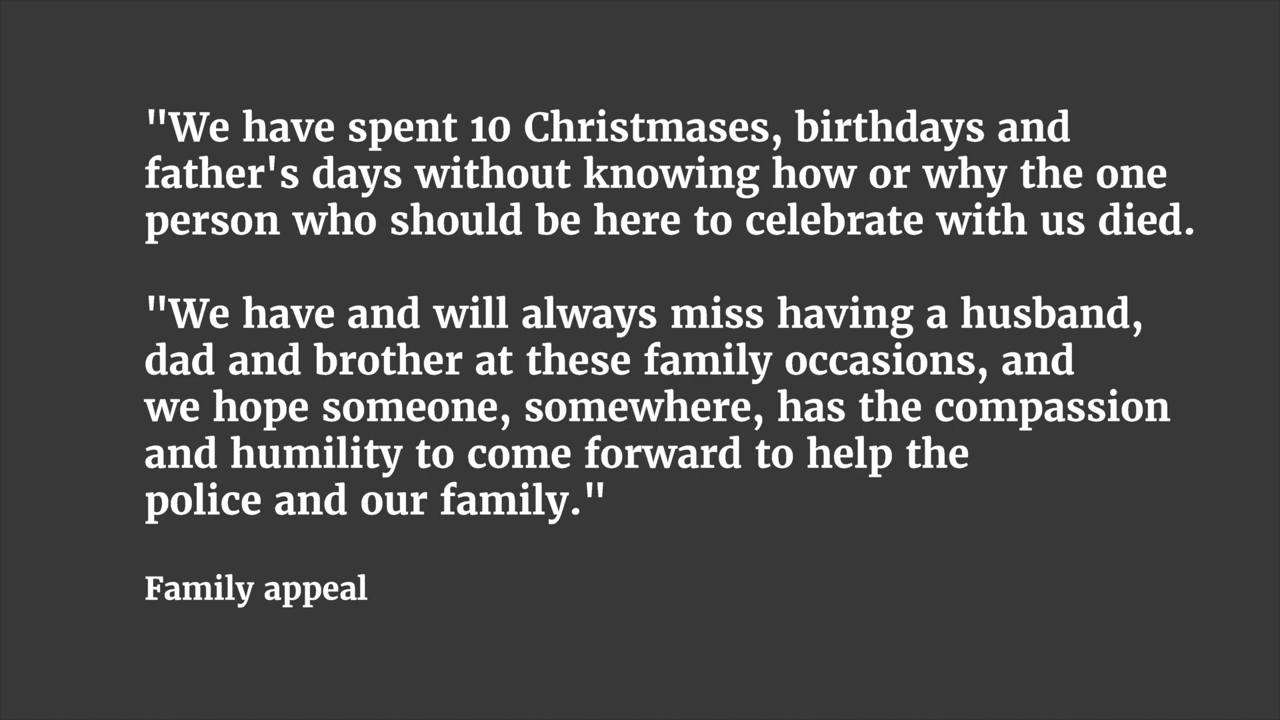 "We have spent 10 Christmases, birthdays and
father's days without knowing how or why the one
person who should be here to celebrate with us died.
"We have and will always miss having a husband,
dad and brother at these family occasions, and
we hope someone, somewhere, has the compassion
and humility to come forward to help the
police and our family."
Family appeal